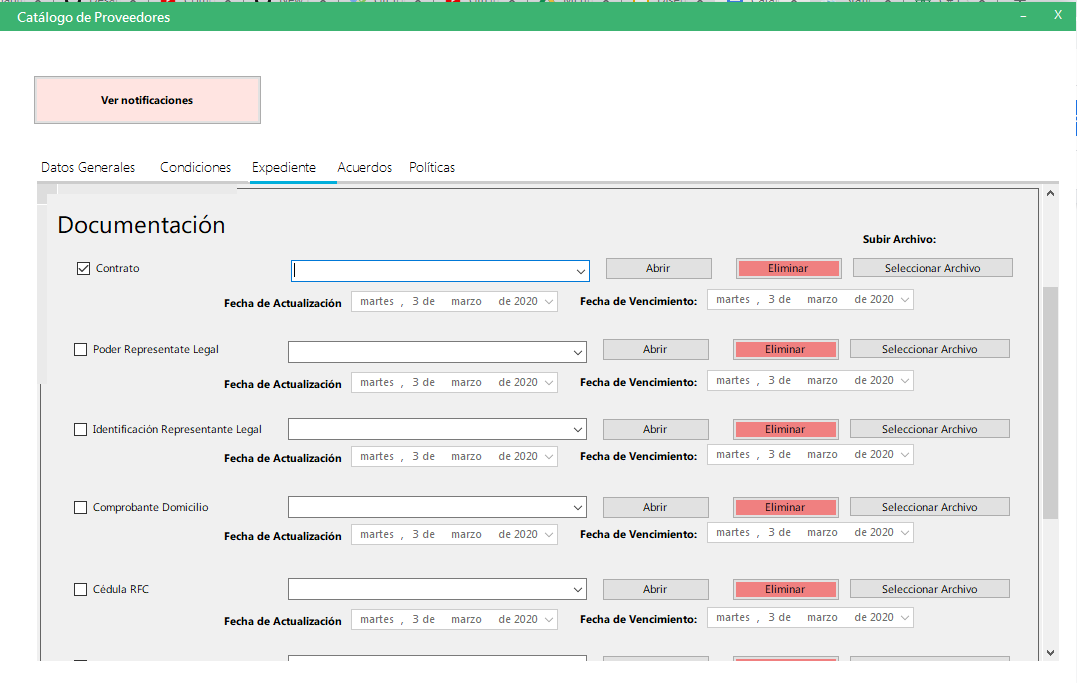 Catálogo de Proveedores – X
Ver notificaciones
Datos Generales Condiciones Expediente Acuerdos Políticas
Documentación
Subir Archivo:
Contrato Abrir Eliminar Seleccionar Archivo
Fecha de Actualización martes , 3 de marzo de 2020 Fecha de Vencimiento: martes , 3 de marzo de 2020
Poder Representate Legal Abrir Eliminar Seleccionar Archivo
Fecha de Actualización martes , 3 de marzo de 2020 Fecha de Vencimiento: martes , 3 de marzo de 2020
Identificación Representante Legal Abrir Eliminar Seleccionar Archivo
Fecha de Actualización martes , 3 de marzo de 2020 Fecha de Vencimiento: martes , 3 de marzo de 2020
Comprobante Domicilio Abrir Eliminar Seleccionar Archivo
Fecha de Actualización martes , 3 de marzo de 2020 Fecha de Vencimiento: martes , 3 de marzo de 2020
Cédula RFC Abrir Eliminar Seleccionar Archivo
Fecha de Actualización martes , 3 de marzo de 2020 Fecha de Vencimiento: martes , 3 de marzo de 2020